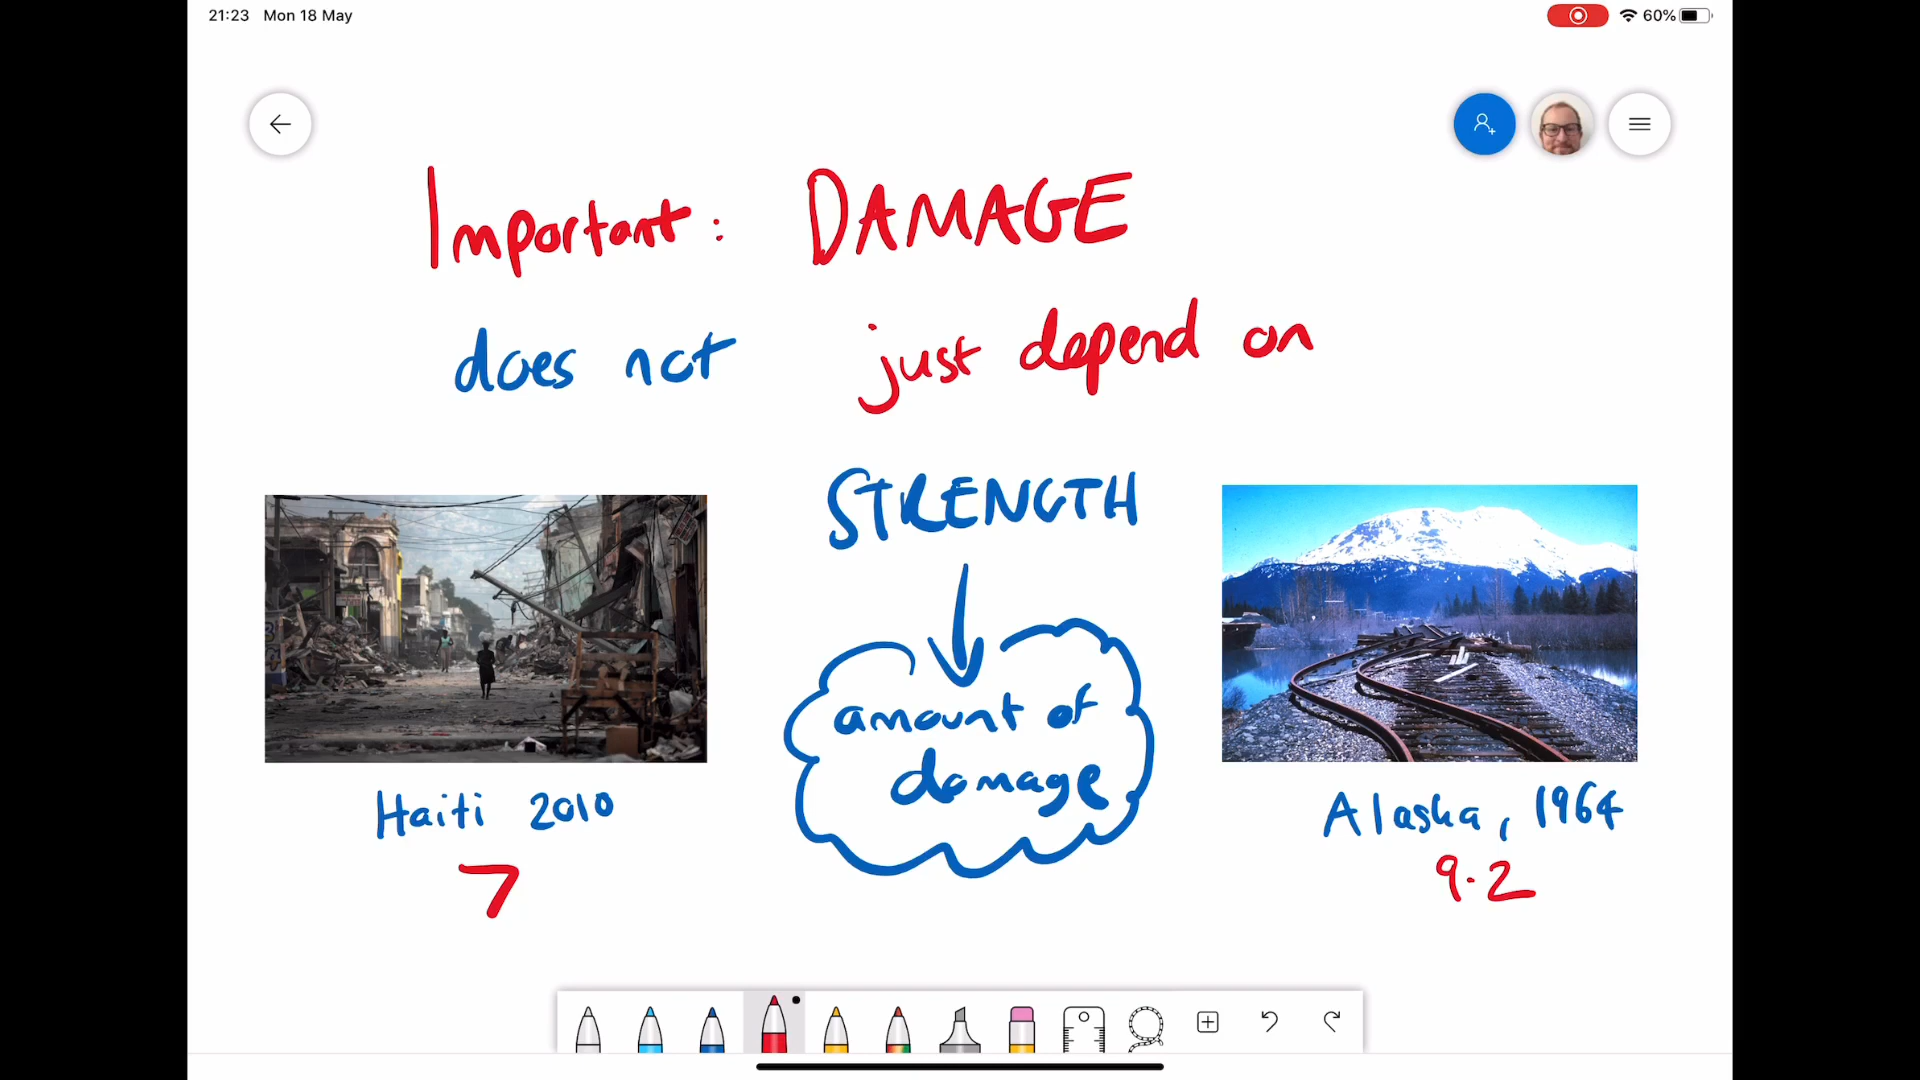 21:23 Mon 18 May
60%
Important: DAMAGE
does not just depend on
STRENGTH
amount of
damage
Haiti 2010
7
Alaska, 1964
9.2